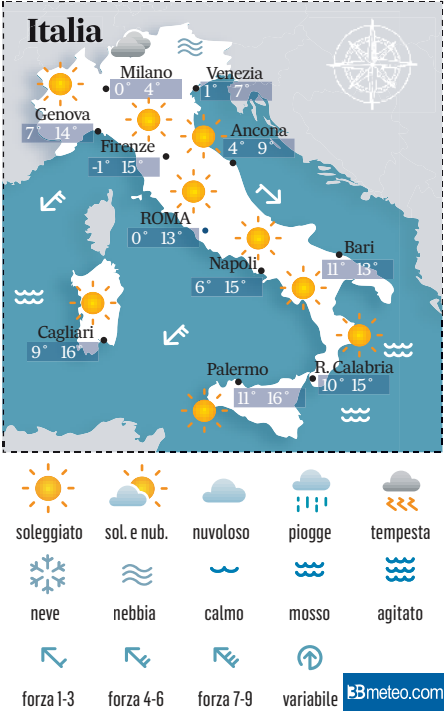 Italia
Milano
0° 4°
Venezia
1° 7°
Genova
7° 14°
Ancona
4° 9°
Firenze
-1° 15°
ROMA
0° 13°
Bari
11° 13°
Napoli
6° 15°
Cagliari
9° 16°
Palermo
11° 16°
R. Calabria
10° 15°
soleggiato sol. e nub. nuvoloso piogge tempesta
neve nebbia calmo mosso agitato
forza 1-3 forza 4-6 forza 7-9 variabile
3Bmeteo.com